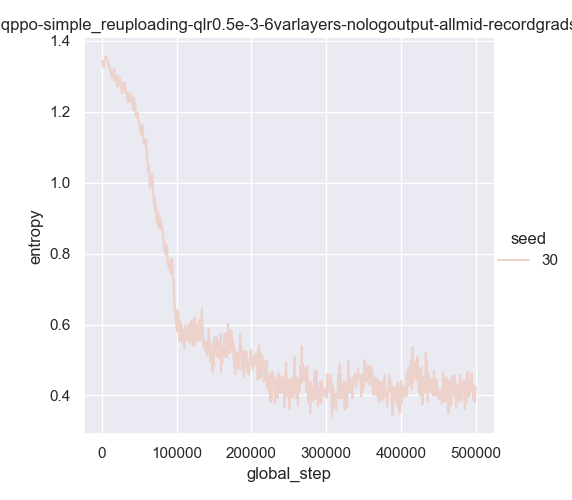 qppo-simple_reuploading-qlr0.5e-3-6varlayers-nologoutput-allmid-recordgrads
1.4
1.2
1.0
0.8
0.6
0.4
entropy
seed
30
0 100000 200000 300000 400000 500000
global_step